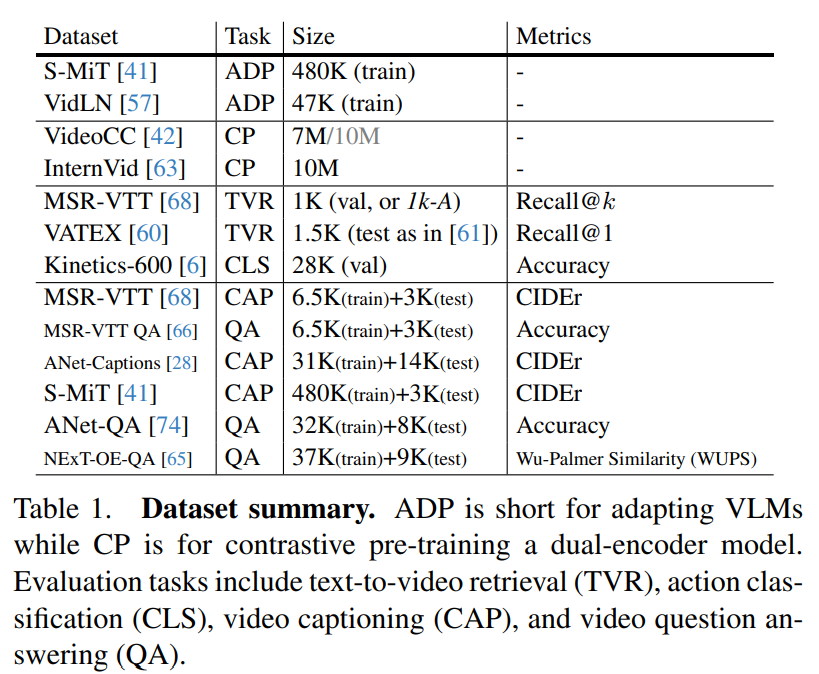 Dataset Task Size Metrics
S-MiT [41] ADP 480K (train) -
VidLN [57] ADP 47K (train) -
VideoCC [42] CP 7M/10M -
InternVid [63] CP 10M -
MSR-VTT [68] TVR 1K (val, or 1k-A) Recall@k
VATEX [60] TVR 1.5K (test as in [61]) Recall@1
Kinetics-600 [6] CLS 28K (val) Accuracy
MSR-VTT [68] CAP 6.5K(train)+3K(test) CIDEr
MSR-VTT QA [66] QA 6.5K(train)+3K(test) Accuracy
ANet-Captions [28] CAP 31K(train)+14K(test) CIDEr
S-MiT [41] CAP 480K(train)+3K(test) CIDEr
ANet-QA [74] QA 32K(train)+8K(test) Accuracy
NExT-OE-QA [65] QA 37K(train)+9K(test) Wu-Palmer Similarity (WUPS)
Table 1. Dataset summary. ADP is short for adapting VLMs
while CP is for contrastive pre-training a dual-encoder model.
Evaluation tasks include text-to-video retrieval (TVR), action clas-
sification (CLS), video captioning (CAP), and video question an-
swering (QA).